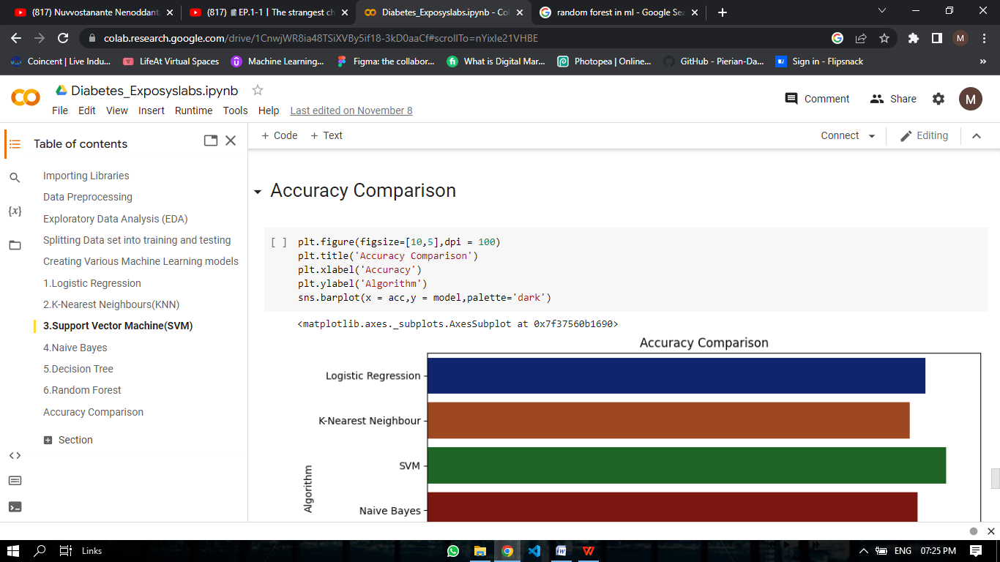 (817) Nuvvostanante Nenoddant
(817) EP.1-1 | The strangest ch
Diabetes_Exposyslabs.ipynb - Col
random forest in ml - Google Sea
colab.research.google.com/drive/1CnwjWR8ia48TSiXVBy5if18-3kD0aaCf#scrollTo=nYixIe21VHBE
M
Coincent | Live Indu...
LifeAt Virtual Spaces
Machine Learning...
Figma: the collabor...
What is Digital Mar...
Photopea | Online...
GitHub - Pierian-Da...
Sign in - Flipsnack
»
Diabetes_Exposyslabs.ipynb
Comment
Share
M
File Edit View Insert Runtime Tools Help Last edited on November 8
Table of contents
+ Code + Text
Connect
Editing
Importing Libraries
Data Preprocessing
Exploratory Data Analysis (EDA)
Splitting Data set into training and testing
Creating Various Machine Learning models
1.Logistic Regression
2.K-Nearest Neighbours(KNN)
3.Support Vector Machine(SVM)
4.Naive Bayes
5.Decision Tree
6.Random Forest
Accuracy Comparison
Section
{x}
Accuracy Comparison
[ ]
plt.figure(figsize=[10,5],dpi = 100)
plt.title('Accuracy Comparison')
plt.xlabel('Accuracy')
plt.ylabel('Algorithm')
sns.barplot(x = acc,y = model,palette='dark')
<matplotlib.axes._subplots.AxesSubplot at 0x7f37560b1690>
Accuracy Comparison
Logistic Regression
K-Nearest Neighbour
SVM
Naive Bayes
Algorithm
Links
ENG
07:25 PM